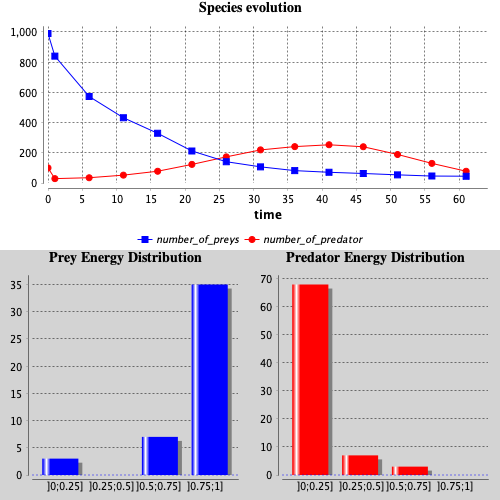 Species evolution
1,000
800
600
400
200
0
0 5 10 15 20 25 30 35 40 45 50 55 60
time
number_of_preys number_of_predator
Prey Energy Distribution
35
30
25
20
15
10
5
0
]0;0.25] ]0.25;0.5] ]0.5;0.75] ]0.75;1]
Predator Energy Distribution
70
60
50
40
30
20
10
0
]0;0.25] ]0.25;0.5] ]0.5;0.75] ]0.75;1]